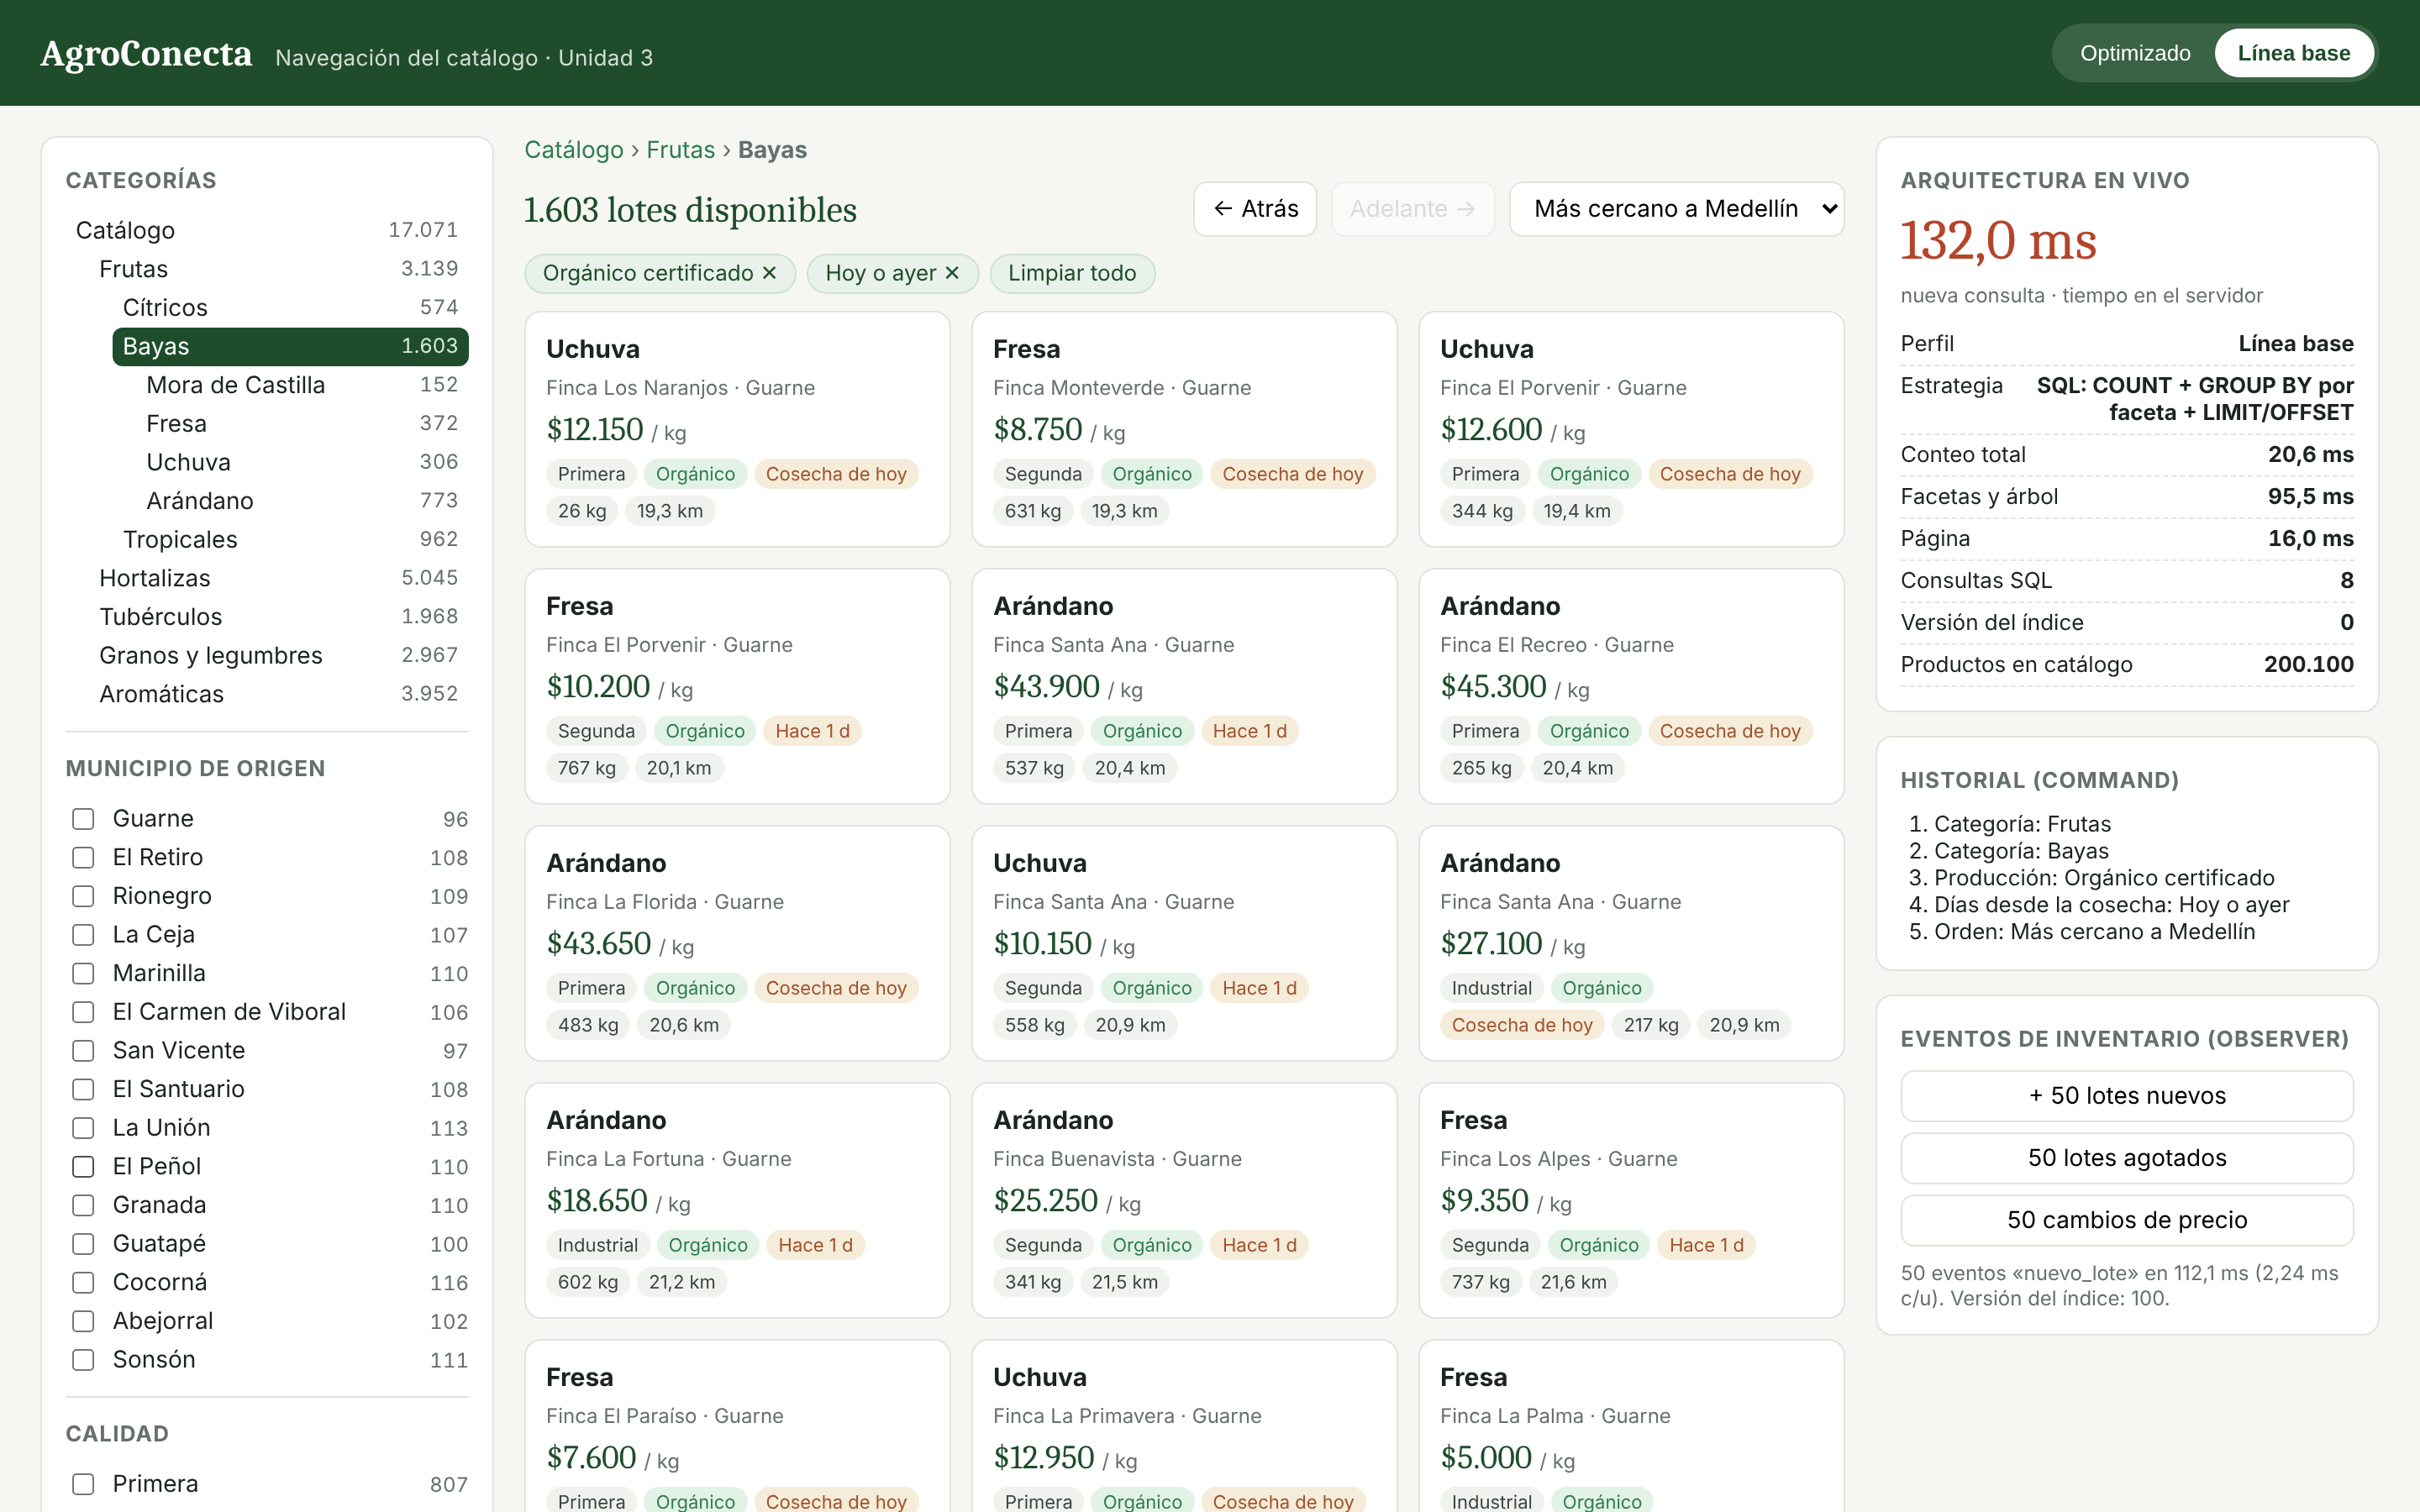 AgroConecta Navegación del catálogo · Unidad 3
Optimizado Línea base
CATEGORÍAS
Catálogo 17.071
Frutas 3.139
Cítricos 574
Bayas 1.603
Mora de Castilla 152
Fresa 372
Uchuva 306
Arándano 773
Tropicales 962
Hortalizas 5.045
Tubérculos 1.968
Granos y legumbres 2.967
Aromáticas 3.952
MUNICIPIO DE ORIGEN
Guarne 96
El Retiro 108
Rionegro 109
La Ceja 107
Marinilla 110
El Carmen de Viboral 106
San Vicente 97
El Santuario 108
La Unión 113
El Peñol 110
Granada 110
Guatapé 100
Cocorná 116
Abejorral 102
Sonsón 111
CALIDAD
Primera 807
Catálogo › Frutas › Bayas
1.603 lotes disponibles
← Atrás Adelante → Más cercano a Medellín
Orgánico certificado ✕ Hoy o ayer ✕ Limpiar todo
Uchuva
Finca Los Naranjos · Guarne
$12.150 / kg
Primera Orgánico Cosecha de hoy
26 kg 19,3 km
Fresa
Finca Monteverde · Guarne
$8.750 / kg
Segunda Orgánico Cosecha de hoy
631 kg 19,3 km
Uchuva
Finca El Porvenir · Guarne
$12.600 / kg
Primera Orgánico Cosecha de hoy
344 kg 19,4 km
Fresa
Finca El Porvenir · Guarne
$10.200 / kg
Segunda Orgánico Hace 1 d
767 kg 20,1 km
Arándano
Finca Santa Ana · Guarne
$43.900 / kg
Primera Orgánico Hace 1 d
537 kg 20,4 km
Arándano
Finca El Recreo · Guarne
$45.300 / kg
Primera Orgánico Cosecha de hoy
265 kg 20,4 km
Arándano
Finca La Florida · Guarne
$43.650 / kg
Primera Orgánico Cosecha de hoy
483 kg 20,6 km
Uchuva
Finca Santa Ana · Guarne
$10.150 / kg
Segunda Orgánico Hace 1 d
558 kg 20,9 km
Arándano
Finca Santa Ana · Guarne
$27.100 / kg
Industrial Orgánico
Cosecha de hoy 217 kg 20,9 km
Arándano
Finca La Fortuna · Guarne
$18.650 / kg
Industrial Orgánico Hace 1 d
602 kg 21,2 km
Arándano
Finca Buenavista · Guarne
$25.250 / kg
Segunda Orgánico Hace 1 d
341 kg 21,5 km
Fresa
Finca Los Alpes · Guarne
$9.350 / kg
Segunda Orgánico Hace 1 d
737 kg 21,6 km
Fresa
Finca El Paraíso · Guarne
$7.600 / kg
Primera Orgánico Cosecha de hoy
Uchuva
Finca La Primavera · Guarne
$12.950 / kg
Primera Orgánico Cosecha de hoy
Fresa
Finca La Palma · Guarne
$5.000 / kg
Industrial Orgánico
ARQUITECTURA EN VIVO
132,0 ms
nueva consulta · tiempo en el servidor
Perfil Línea base
Estrategia SQL: COUNT + GROUP BY por
faceta + LIMIT/OFFSET
Conteo total 20,6 ms
Facetas y árbol 95,5 ms
Página 16,0 ms
Consultas SQL 8
Versión del índice 0
Productos en catálogo 200.100
HISTORIAL (COMMAND)
1. Categoría: Frutas
2. Categoría: Bayas
3. Producción: Orgánico certificado
4. Días desde la cosecha: Hoy o ayer
5. Orden: Más cercano a Medellín
EVENTOS DE INVENTARIO (OBSERVER)
+ 50 lotes nuevos
50 lotes agotados
50 cambios de precio
50 eventos «nuevo_lote» en 112,1 ms (2,24 ms
c/u). Versión del índice: 100.